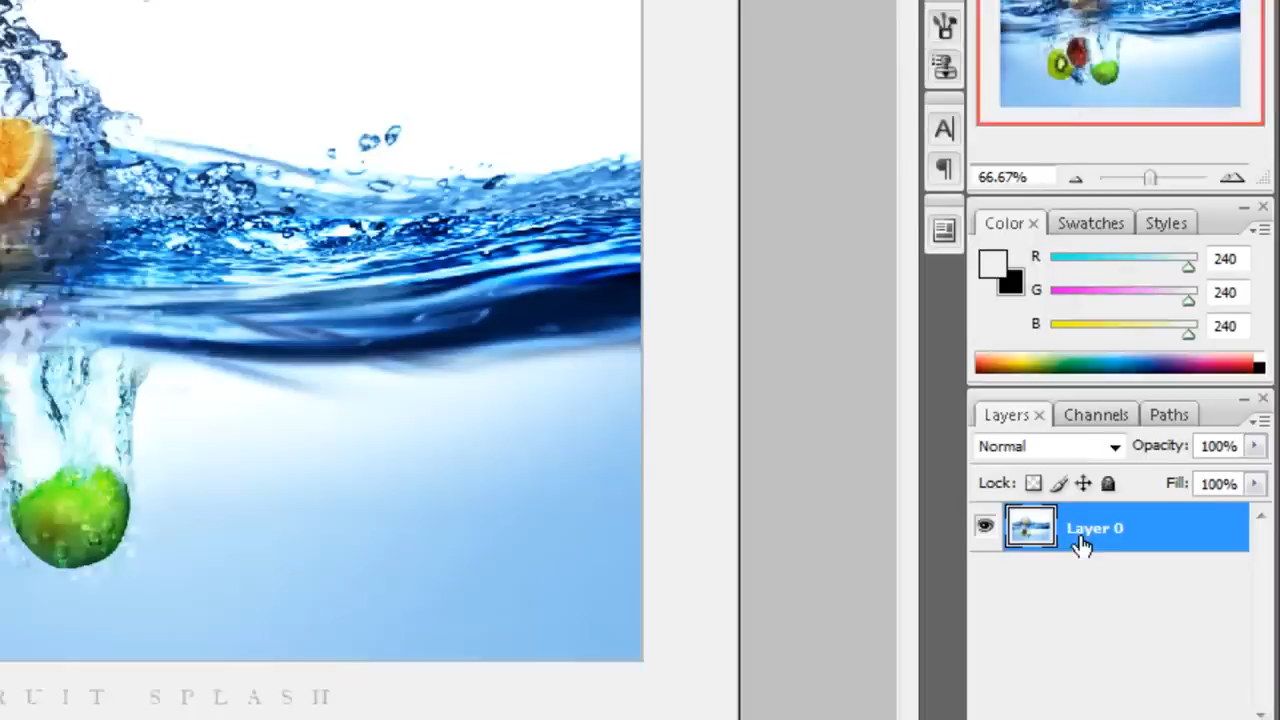 66.67%
Color Swatches Styles
R 240
G 240
B 240
Layers Channels Paths
Normal Opacity: 100%
Lock: Fill: 100%
Layer 0
RUIT SPLASH